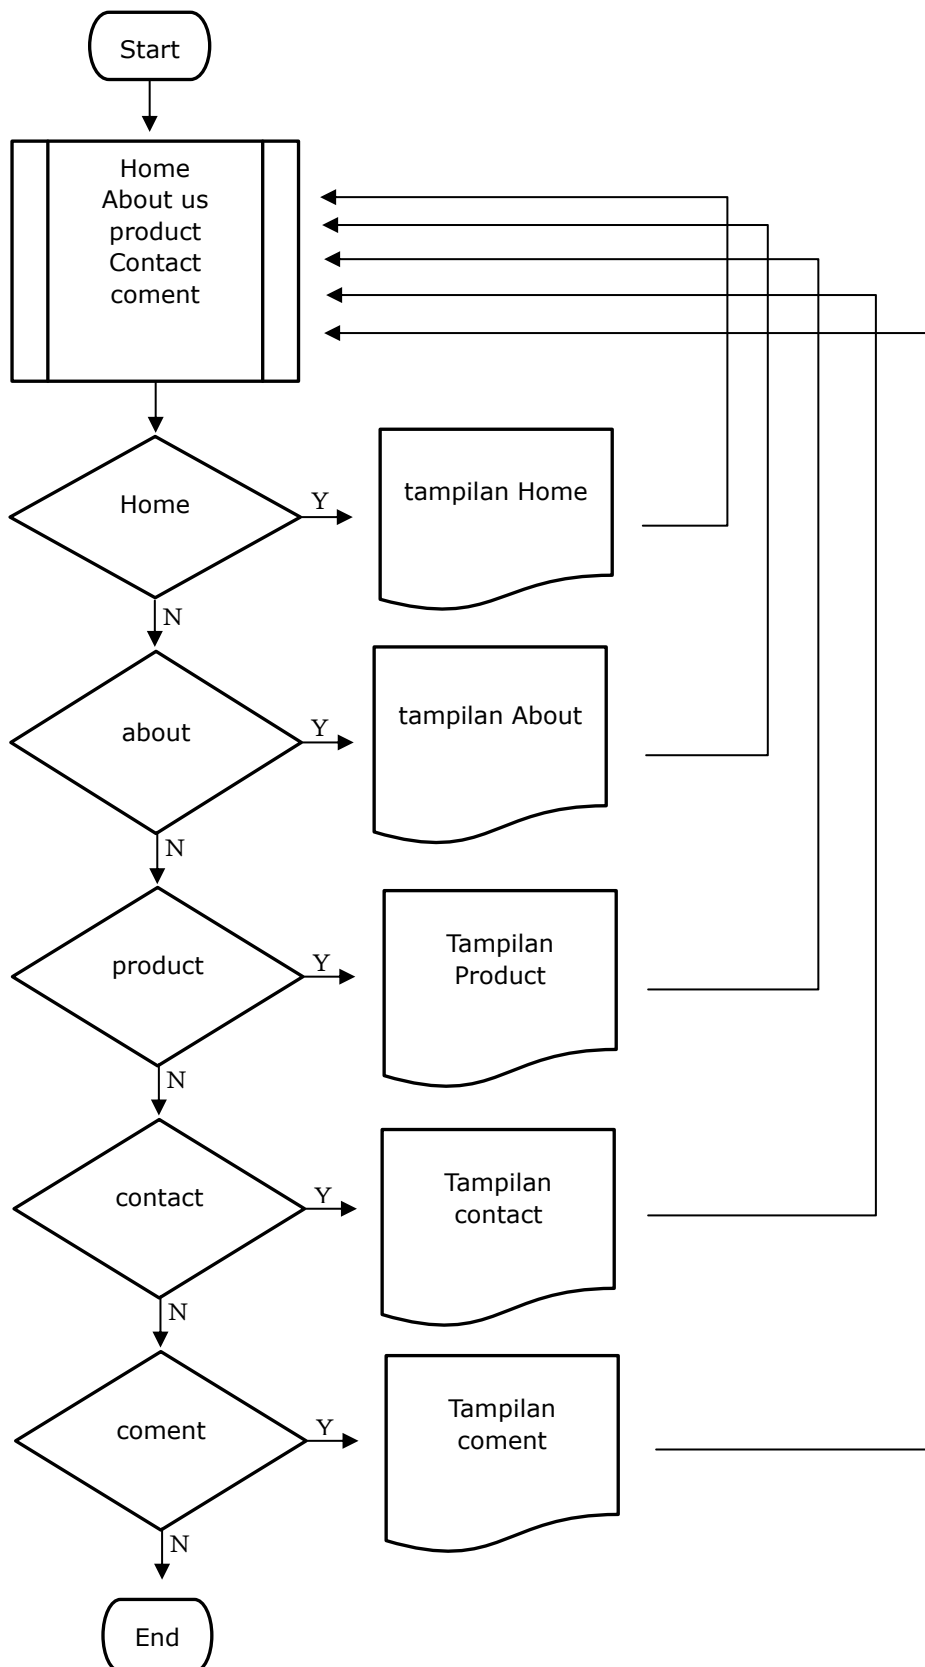 Start
Home
About us
product
Contact
coment
Home
Y
tampilan Home
N
about
Y
tampilan About
N
product
Y
Tampilan
Product
N
contact
Y
Tampilan
contact
N
coment
Y
Tampilan
coment
N
End